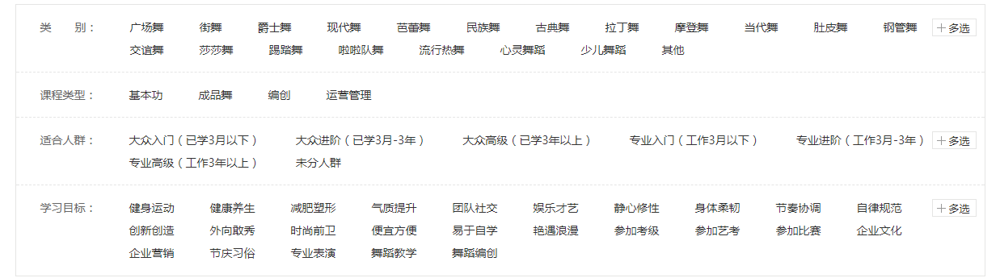 类 别： 广场舞 街舞 爵士舞 现代舞 芭蕾舞 民族舞 古典舞 拉丁舞 摩登舞 当代舞 肚皮舞 钢管舞 +多选
交谊舞 莎莎舞 踢踏舞 啦啦队舞 流行热舞 心灵舞蹈 少儿舞蹈 其他
课程类型： 基本功 成品舞 编创 运营管理
适合人群： 大众入门（已学3月以下） 大众进阶（已学3月-3年） 大众高级（已学3年以上） 专业入门（工作3月以下） 专业进阶（工作3月-3年） +多选
专业高级（工作3年以上） 未分人群
学习目标： 健身运动 健康养生 减肥塑形 气质提升 团队社交 娱乐才艺 静心修性 身体柔韧 节奏协调 自律规范 +多选
创新创造 外向敢秀 时尚前卫 便宜方便 易于自学 艳遇浪漫 参加考级 参加艺考 参加比赛 企业文化
企业营销 节庆习俗 专业表演 舞蹈教学 舞蹈编创